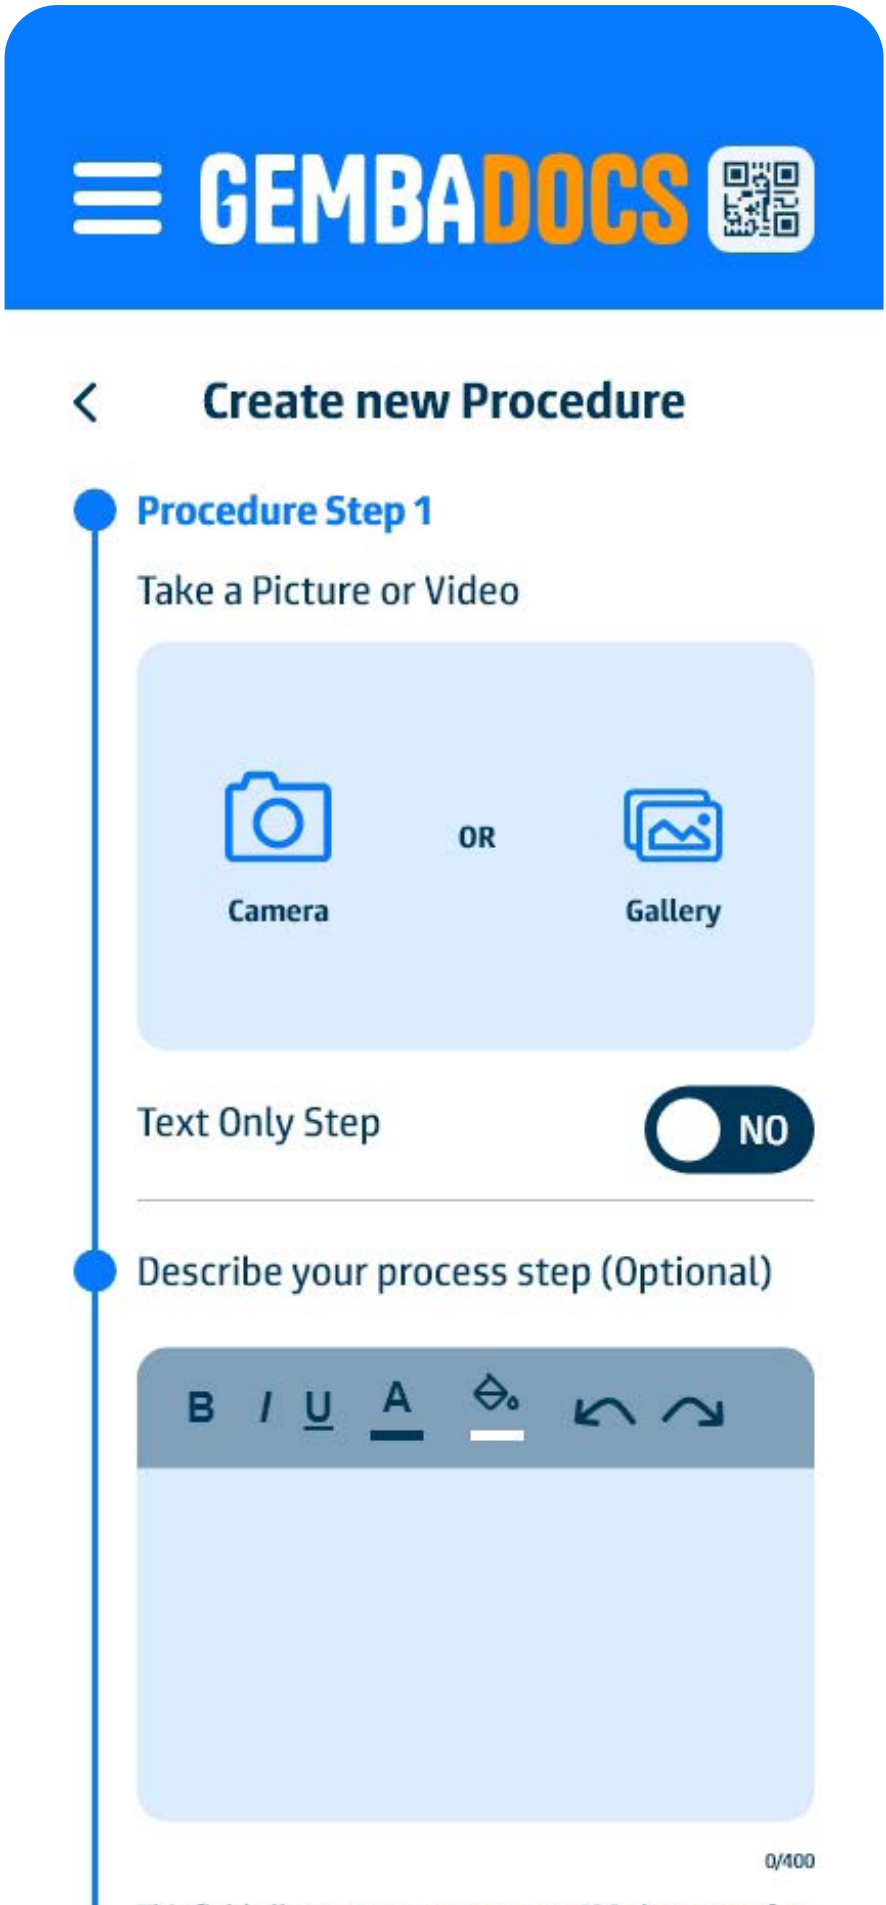 GEMBADOCS
Create new Procedure
Procedure Step 1
Take a Picture or Video
OR
Camera
Gallery
Text Only Step
NO
Describe your process step (Optional)
B I U A
0/400